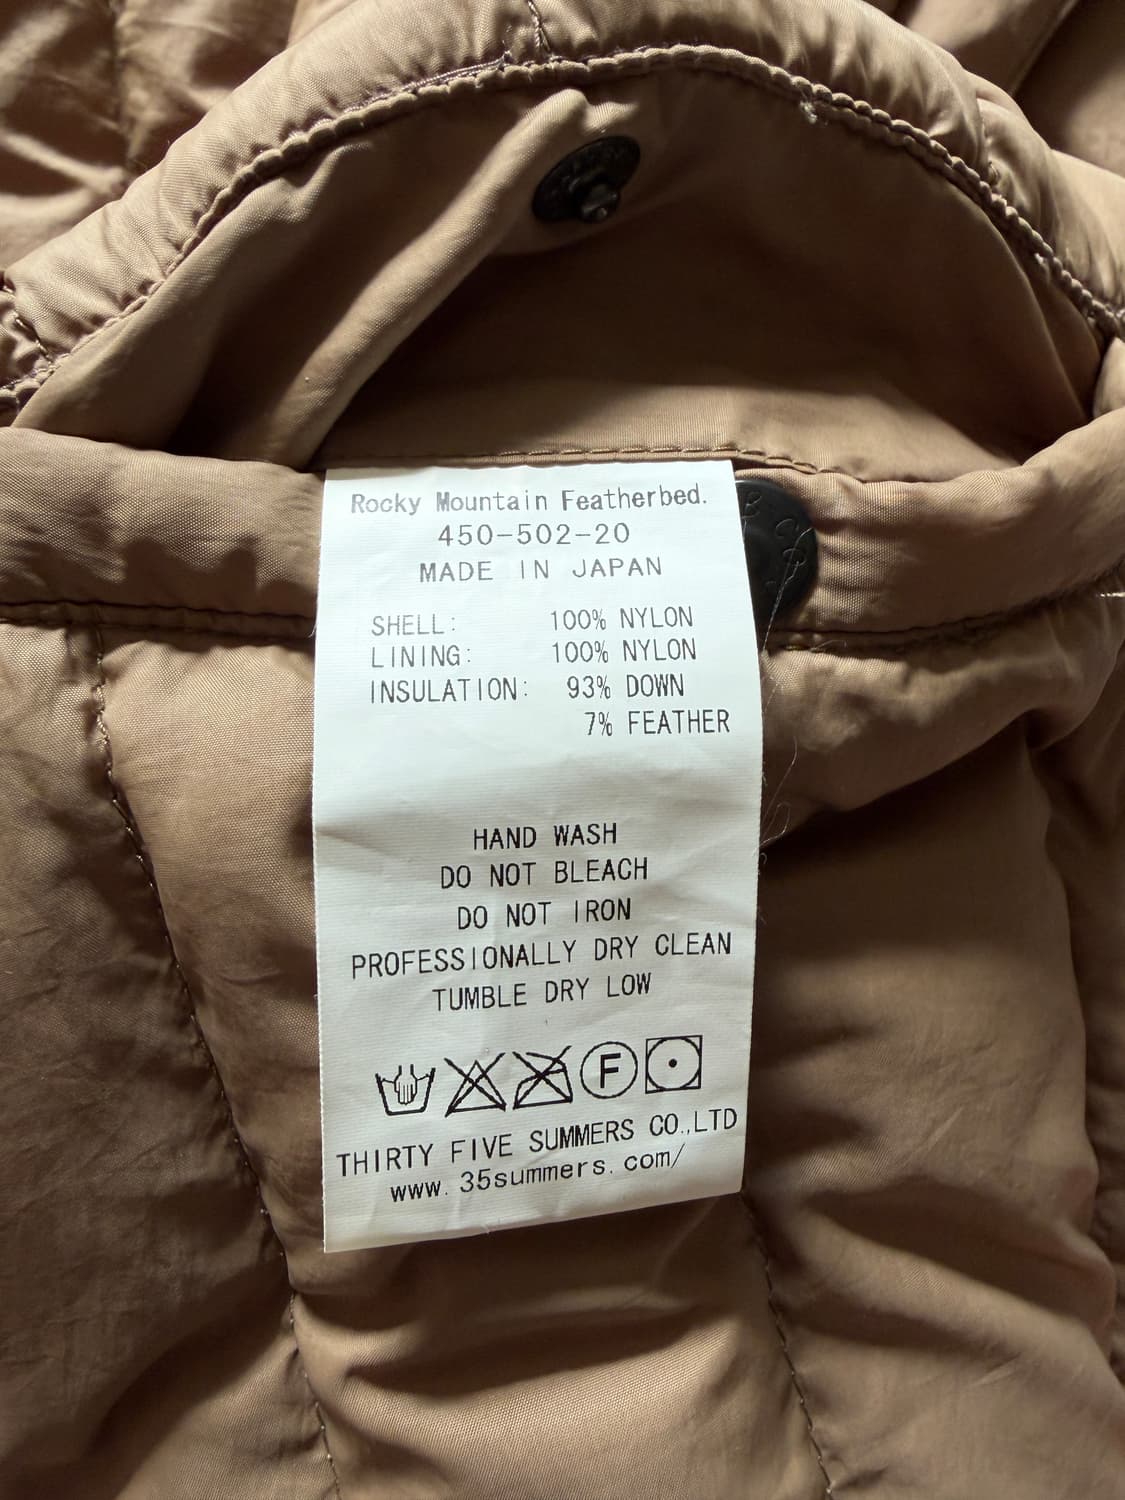 Rocky Mountain Featherbed.
450-502-20
MADE IN JAPAN
SHELL: 100% NYLON
LINING: 100% NYLON
INSULATION: 93% DOWN
7% FEATHER
HAND WASH
DO NOT BLEACH
DO NOT IRON
PROFESSIONALLY DRY CLEAN
TUMBLE DRY LOW
F
THIRTY FIVE SUMMERS CO.,LTD
www.35summers.com/